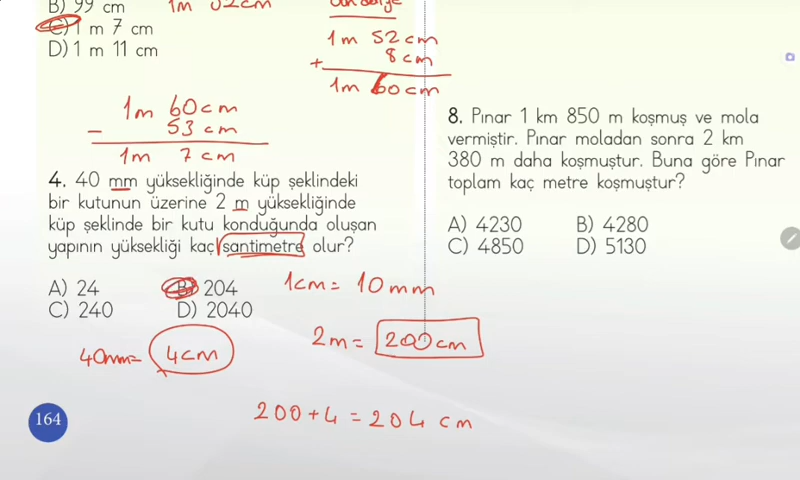 B) 99 cm
C) 1 m 7 cm
D) 1 m 11 cm
1m 52cm
+ 8cm
1m 60cm
1m 60cm
- 53 cm
1m 7 cm
4. 40 mm yüksekliğinde küp şeklindeki
bir kutunun üzerine 2 m yüksekliğinde
küp şeklinde bir kutu konduğunda oluşan
yapının yüksekliği kaç santimetre olur?
A) 24 B) 204
C) 240 D) 2040
1cm = 10mm
40mm= 4cm
2m = 200cm
200+4 = 204 cm
164
8. Pınar 1 km 850 m koşmuş ve mola
vermiştir. Pınar moladan sonra 2 km
380 m daha koşmuştur. Buna göre Pınar
toplam kaç metre koşmuştur?
A) 4230 B) 4280
C) 4850 D) 5130